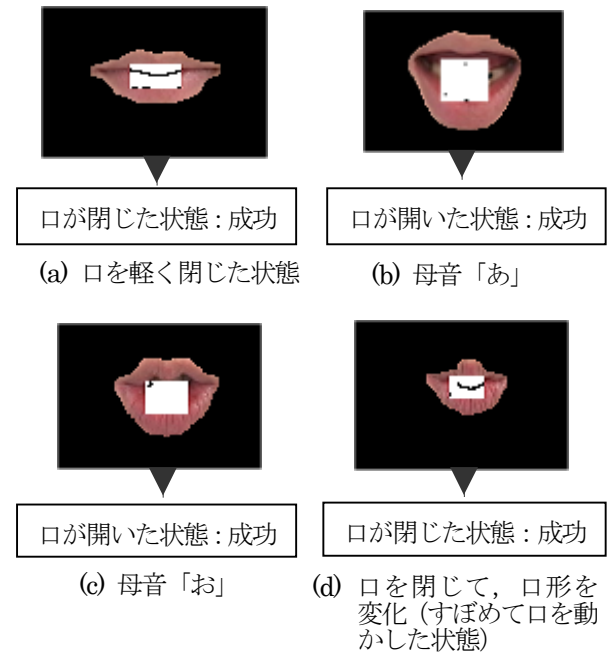 口が閉じた状態：成功
口が開いた状態：成功
(a) 口を軽く閉じた状態
(b) 母音「あ」
口が開いた状態：成功
口が閉じた状態：成功
(c) 母音「お」
(d) 口を閉じて，口形を
変化（すぼめて口を動
かした状態）